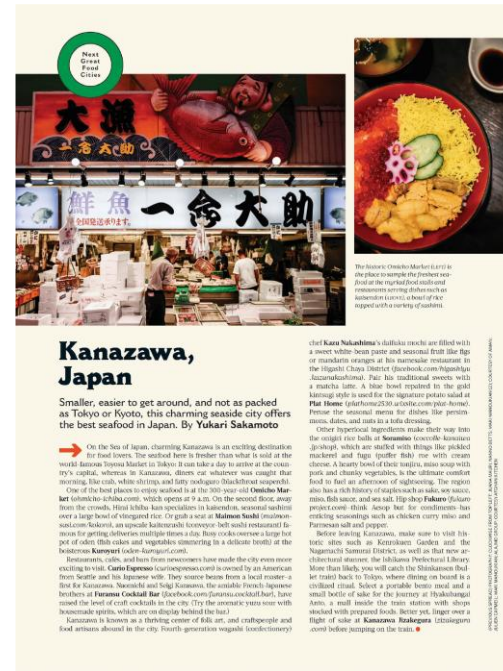 Next
Great
Food
Cities
大漁
一念大助
鮮魚
全国発送承ります。
一念大助
The historic Omicho Market (LEFT) is
the place to sample the freshest sea-
food at the myriad food stalls and
restaurants serving dishes such as
kaisendon (ABOVE), a bowl of rice
topped with a variety of sashimi.
Kanazawa,
Japan
Smaller, easier to get around, and not as packed
as Tokyo or Kyoto, this charming seaside city offers
the best seafood in Japan. By Yukari Sakamoto
On the Sea of Japan, charming Kanazawa is an exciting destination
for food lovers. The seafood here is fresher than what is sold at the
world-famous Toyosu Market in Tokyo: It can take a day to arrive at the coun-
try's capital, whereas in Kanazawa, diners eat whatever was caught that
morning, like crab, white shrimp, and fatty nodoguro (blackthroat seaperch).
One of the best places to enjoy seafood is at the 300-year-old Omicho Mar-
ket (ohmicho-ichiba.com), which opens at 9 a.m. On the second floor, away
from the crowds, Hirai Ichiba-kan specializes in kaisendon, seasonal sashimi
over a large bowl of vinegared rice. Or grab a seat at Maimon Sushi (maimon-
susi.com/kokoro), an upscale kaitenzushi (conveyor-belt sushi restaurant) fa-
mous for getting deliveries multiple times a day. Busy cooks oversee a large hot
pot of oden (fish cakes and vegetables simmering in a delicate broth) at the
boisterous Kuroyuri (oden-kuroyuri.com).
Restaurants, cafés, and bars from newcomers have made the city even more
exciting to visit. Curio Espresso (curioespresso.com) is owned by an American
from Seattle and his Japanese wife. They source beans from a local roaster a
first for Kanazawa. Naomichi and Seigi Kanazawa, the amiable French-Japanese
brothers at Furansu Cocktail Bar (facebook.com/furansu.cocktail.bar), have
raised the level of craft cocktails in the city. (Try the aromatic yuzu sour with
housemade spirits, which are on display behind the bar.)
Kanazawa is known as a thriving center of folk art, and craftspeople and
food artisans abound in the city. Fourth-generation wagashi (confectionery)
chef Kazu Nakashima's daifuku mochi are filled with
a sweet white-bean paste and seasonal fruit like figs
or mandarin oranges at his namesake restaurant in
the Higashi Chaya District (facebook.com/higashiyu
.kazunakashima). Pair his traditional sweets with
a matcha latte. A blue bowl repaired in the gold
kintsugi style is used for the signature potato salad at
Plat Home (plathome2530.wixsite.com/plat-home).
Peruse the seasonal menu for dishes like persim-
mons, dates, and nuts in a tofu dressing.
Other hyperlocal ingredients make their way into
the onigiri rice balls at Soramiso (coccolle-kanatatsu
.jp/shop), which are stuffed with things like pickled
mackerel and fugu (puffer fish) roe with cream
cheese. A hearty bowl of their tonjiru, miso soup with
pork and chunky vegetables, is the ultimate comfort
food to fuel an afternoon of sightseeing. The region
also has a rich history of staples such as sake, soy sauce,
miso, fish sauce, and sea salt. Hip shop Fukuro (fukuro
project.com)–think Aesop but for condiments–has
enticing seasonings such as chicken curry miso and
Parmesan salt and pepper.
Before leaving Kanazawa, make sure to visit his-
toric sites such as Kenrokuen Garden and the
Nagamachi Samurai District, as well as that new ar-
chitectural stunner, the Ishikawa Prefectural Library.
More than likely, you will catch the Shinkansen (bul-
let train) back to Tokyo, where dining on board is a
civilized ritual. Select a portable bento meal and a
small bottle of sake for the journey at Hyakubangai
Anto, a mall inside the train station with shops
stocked with prepared foods. Better yet, linger over a
flight of sake at Kanazawa Jizakegura (jizakegura
.com) before jumping on the train.